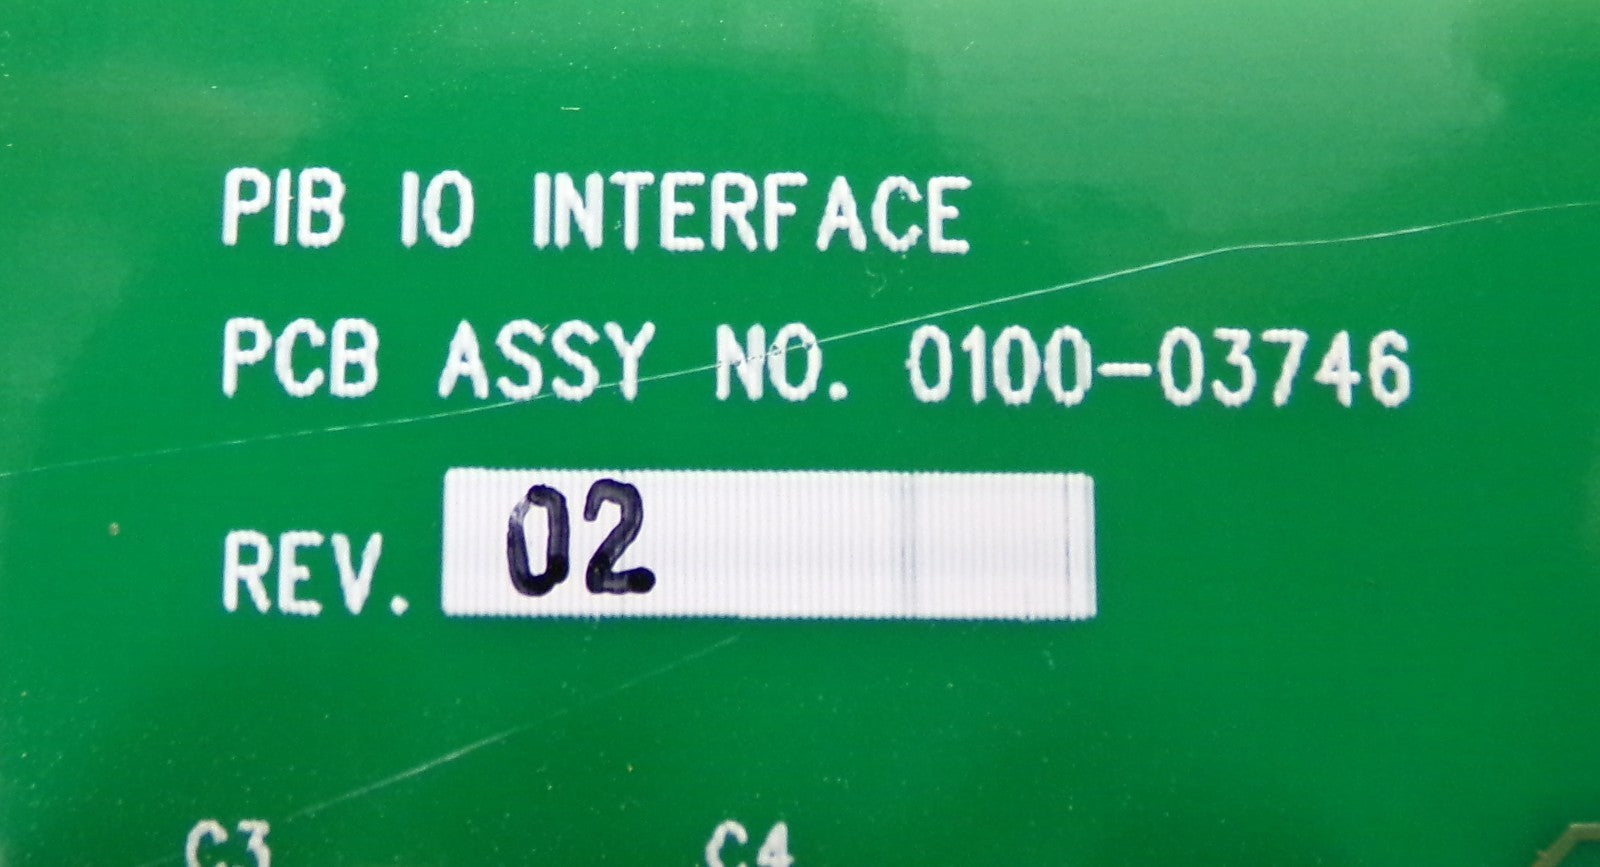 PIB IO INTERFACE
PCB ASSY NO. 0100-03746
REV. 02
C3 C4